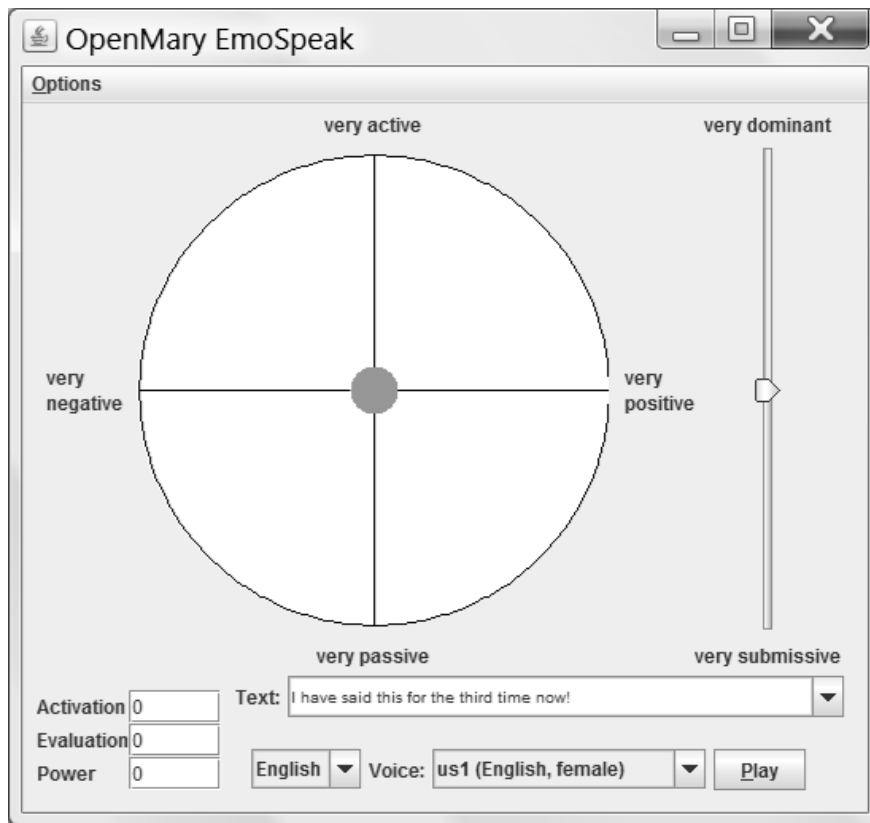 OpenMary EmoSpeak
Options
very active
very dominant
very
negative
very
positive
very passive
very submissive
Text: I have said this for the third time now!
Activation 0
Evaluation 0
Power 0
English Voice: us1 (English, female) Play